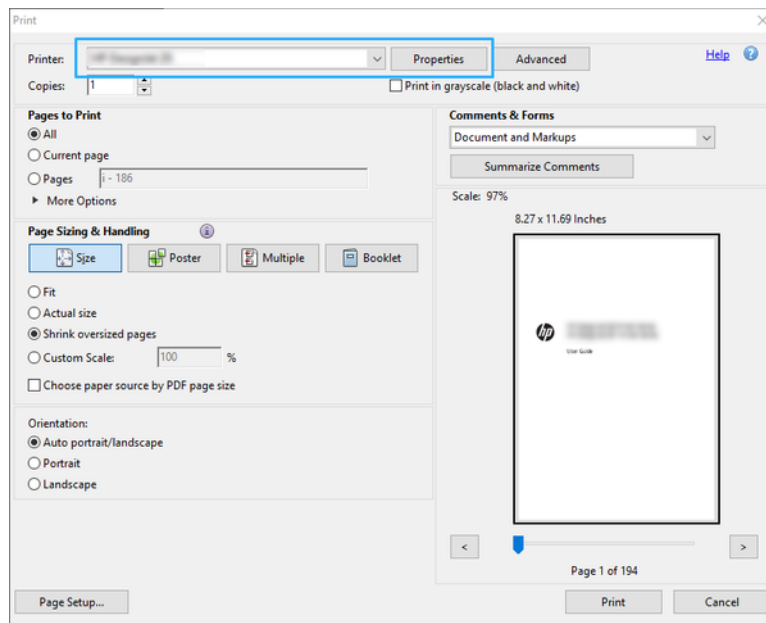 Print
Printer:
Properties
Advanced
Help
Copies: 1
Print in grayscale (black and white)
Pages to Print
All
Current page
Pages i - 186
More Options
Comments & Forms
Document and Markups
Summarize Comments
Scale: 97%
8.27 x 11.69 Inches
Page Sizing & Handling
Size
Poster
Multiple
Booklet
Fit
Actual size
Shrink oversized pages
Custom Scale: 100 %
Choose paper source by PDF page size
hp
User Guide
Orientation:
Auto portrait/landscape
Portrait
Landscape
<
>
Page 1 of 194
Page Setup...
Print
Cancel